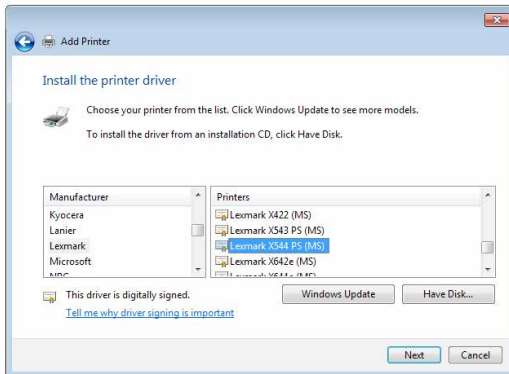 Add Printer
Install the printer driver
Choose your printer from the list. Click Windows Update to see more models.
To install the driver from an installation CD, click Have Disk.
Manufacturer
Kyocera
Lanier
Lexmark
Microsoft
Printers
Lexmark X422 (MS)
Lexmark X543 PS (MS)
Lexmark X544 PS (MS)
Lexmark X642e (MS)
This driver is digitally signed.
Tell me why driver signing is important
Windows Update
Have Disk...
Next
Cancel